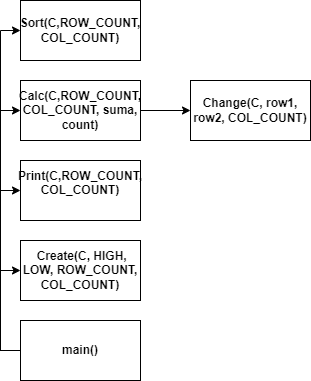 Sort(C,ROW_COUNT,
COL_COUNT)
Calc(C,ROW_COUNT,
COL_COUNT, suma,
count)
Change(C, row1,
row2, COL_COUNT)
Print(C,ROW_COUNT,
COL_COUNT)
Create(C, HIGH,
LOW, ROW_COUNT,
COL_COUNT)
main()